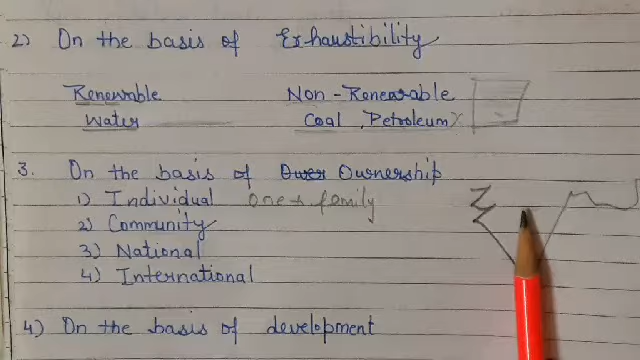 2) On the basis of Exhaustibility
Renewable Non-Renewable
Water Coal, Petroleum
3. On the basis of Ownership
1) Individual one family
2) Community
3) National
4) International
4) On the basis of development